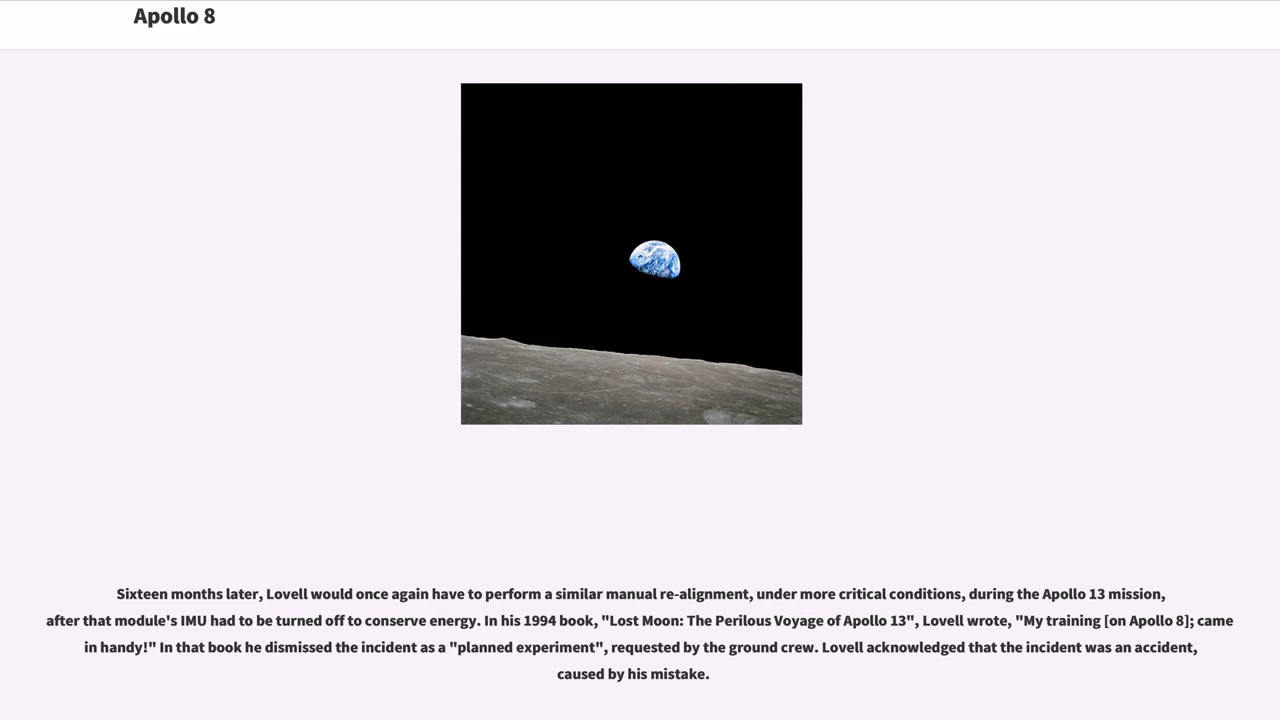 Apollo 8
Sixteen months later, Lovell would once again have to perform a similar manual re-alignment, under more critical conditions, during the Apollo 13 mission,
after that module's IMU had to be turned off to conserve energy. In his 1994 book, "Lost Moon: The Perilous Voyage of Apollo 13", Lovell wrote, "My training [on Apollo 8]; came
in handy!" In that book he dismissed the incident as a "planned experiment", requested by the ground crew. Lovell acknowledged that the incident was an accident,
caused by his mistake.